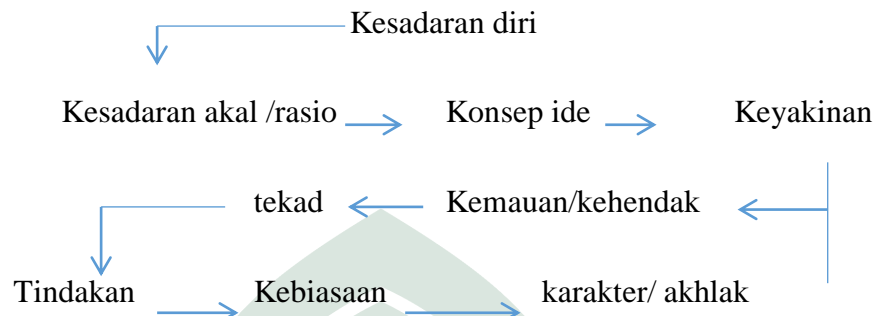 Kesadaran diri
Kesadaran akal /rasio Konsep ide Keyakinan
tekad Kemauan/kehendak
Tindakan Kebiasaan karakter/ akhlak